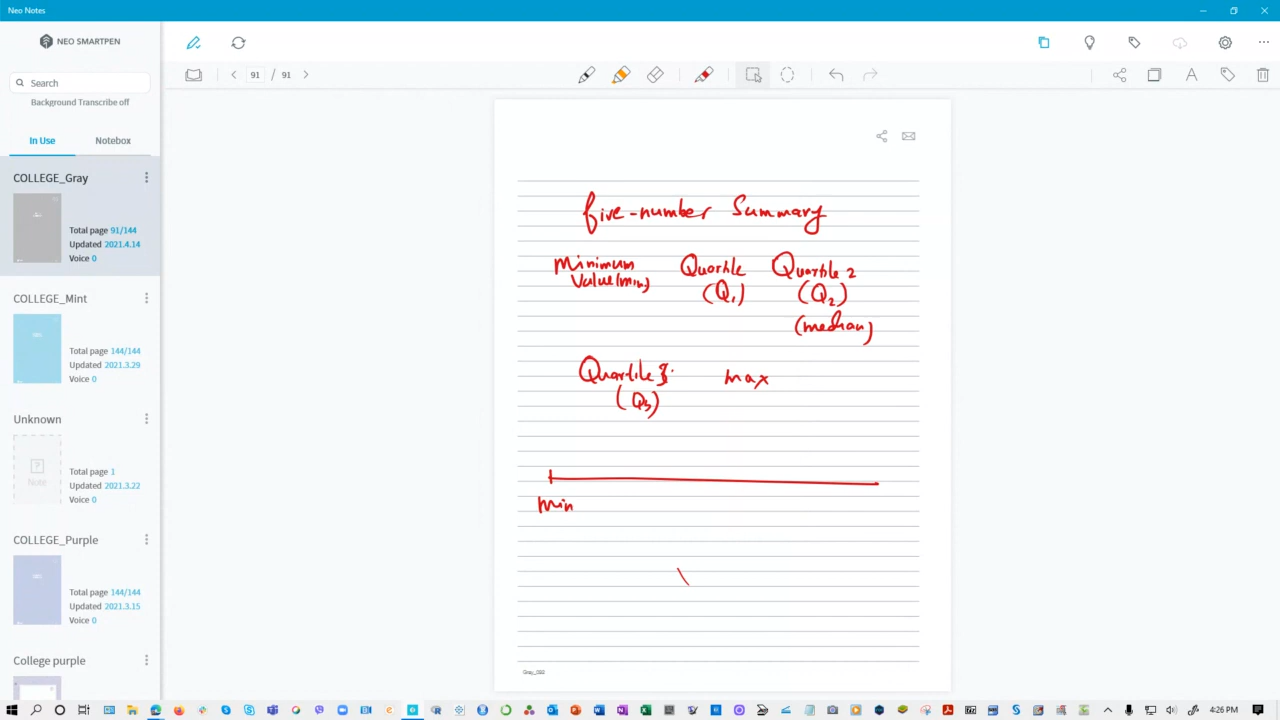 Neo Notes
NEO SMARTPEN
Search
Background Transcribe off
In Use Notebox
COLLEGE_Gray
Total page 91/144
Updated 2021.4.14
Voice 0
COLLEGE_Mint
Total page 144/144
Updated 2021.3.29
Voice 0
Unknown
Note
Total page 1
Updated 2021.3.22
Voice 0
COLLEGE_Purple
Total page 144/144
Updated 2021.3.15
Voice 0
College purple
91 / 91
five-number Summary
Minimum Quartile Quartile 2
Value(min) (Q1) (Q2)
(median)
Quartile 3 max
(Q3)
min
Gray_092
4:26 PM